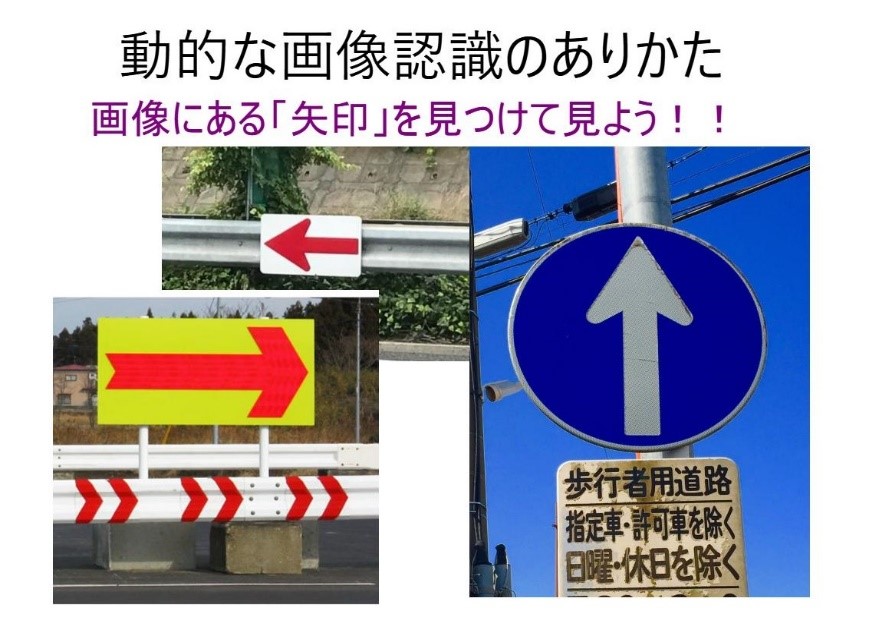 動的な画像認識のありかた
画像にある「矢印」を見つけて見よう！！
歩行者用道路
指定車・許可車を除く
日曜・休日を除く